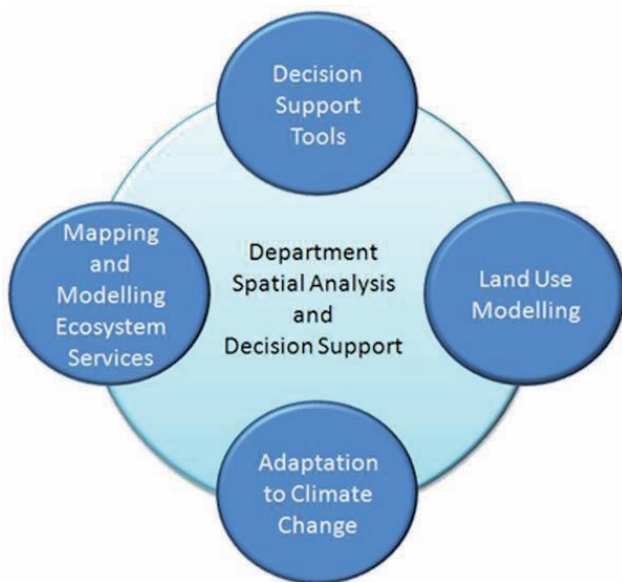 Decision
Support
Tools
Mapping
and
Modelling
Ecosystem
Services
Department
Spatial Analysis
and
Decision Support
Land Use
Modelling
Adaptation
to Climate
Change